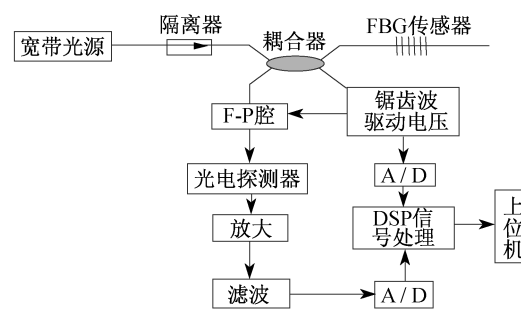 宽带光源
隔离器
耦合器
FBG传感器
F-P腔
锯齿波
驱动电压
光电探测器
A/D
放大
DSP信
号处理
上
位
机
滤波
A/D